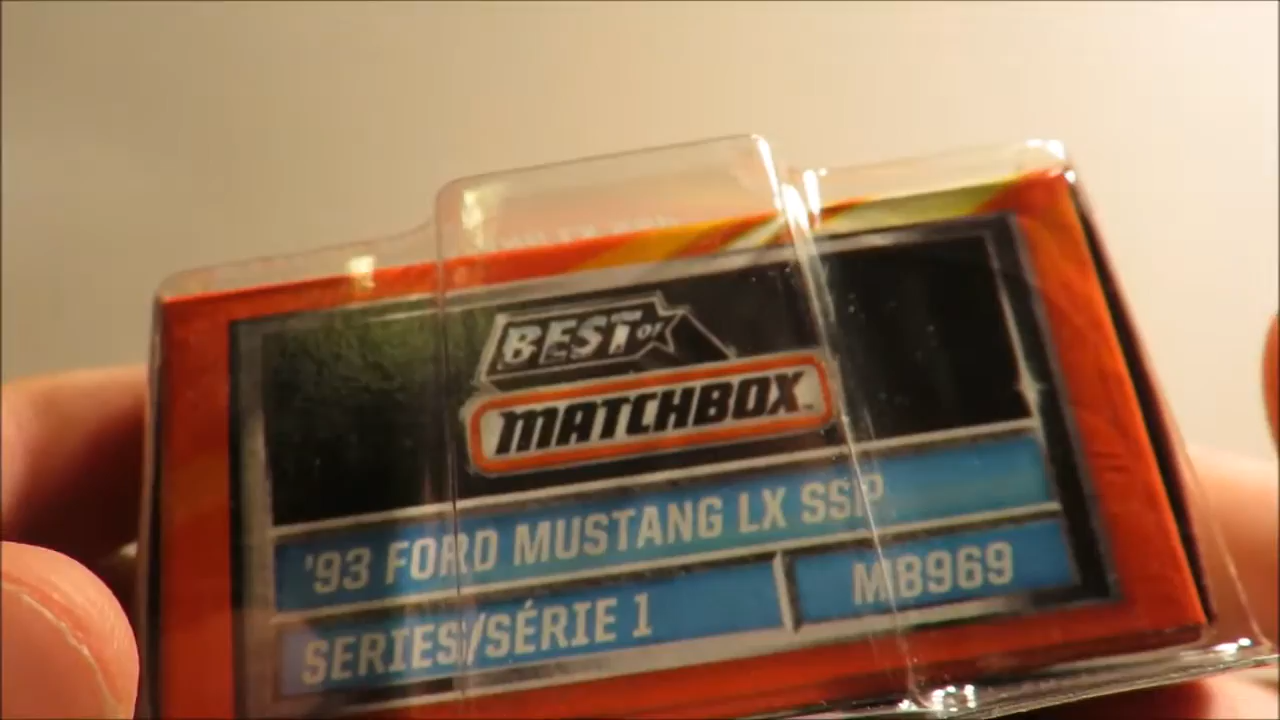 BEST OF
MATCHBOX
'93 FORD MUSTANG LX SSP
SERIES/SÉRIE 1
MB969